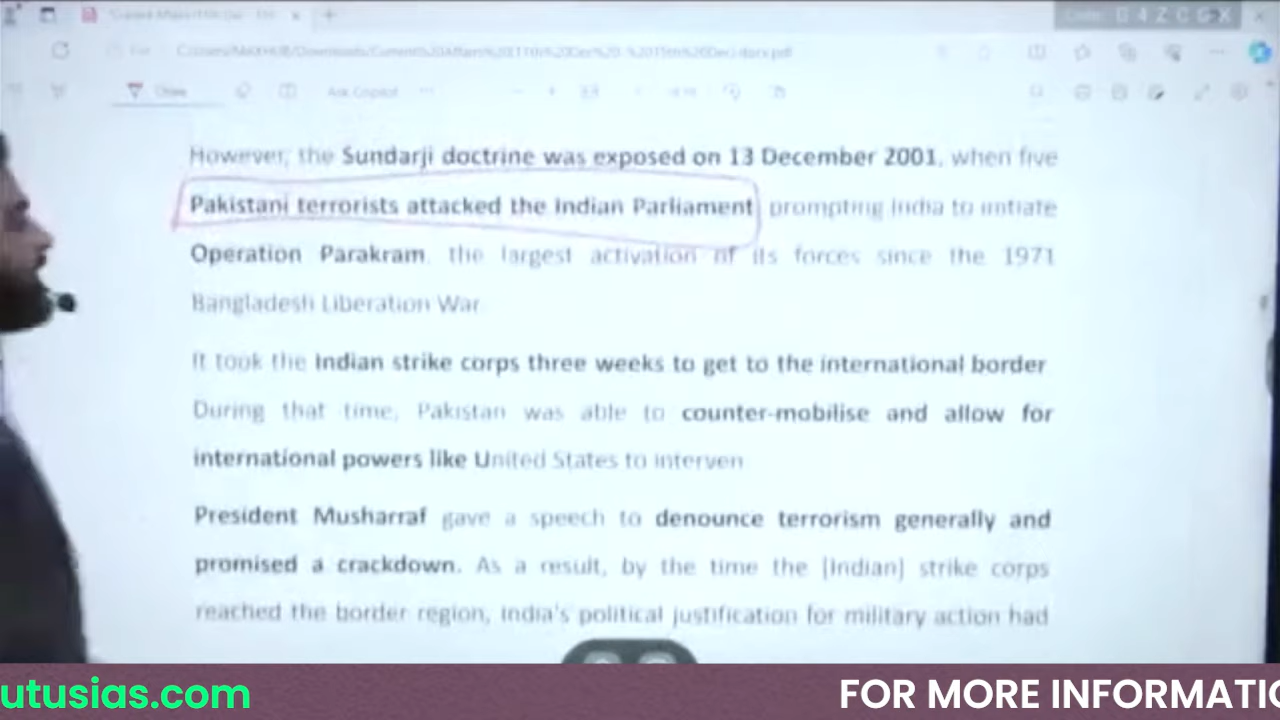 However, the Sundarji doctrine was exposed on 13 December 2001, when five
Pakistani terrorists attacked the Indian Parliament, prompting India to initiate
Operation Parakram, the largest activation of its forces since the 1971
Bangladesh Liberation War.
It took the Indian strike corps three weeks to get to the international border
During that time, Pakistan was able to counter-mobilise and allow for
international powers like United States to interven
President Musharraf gave a speech to denounce terrorism generally and
promised a crackdown. As a result, by the time the [Indian] strike corps
reached the border region, India's political justification for military action had
utusias.com
FOR MORE INFORMATIO